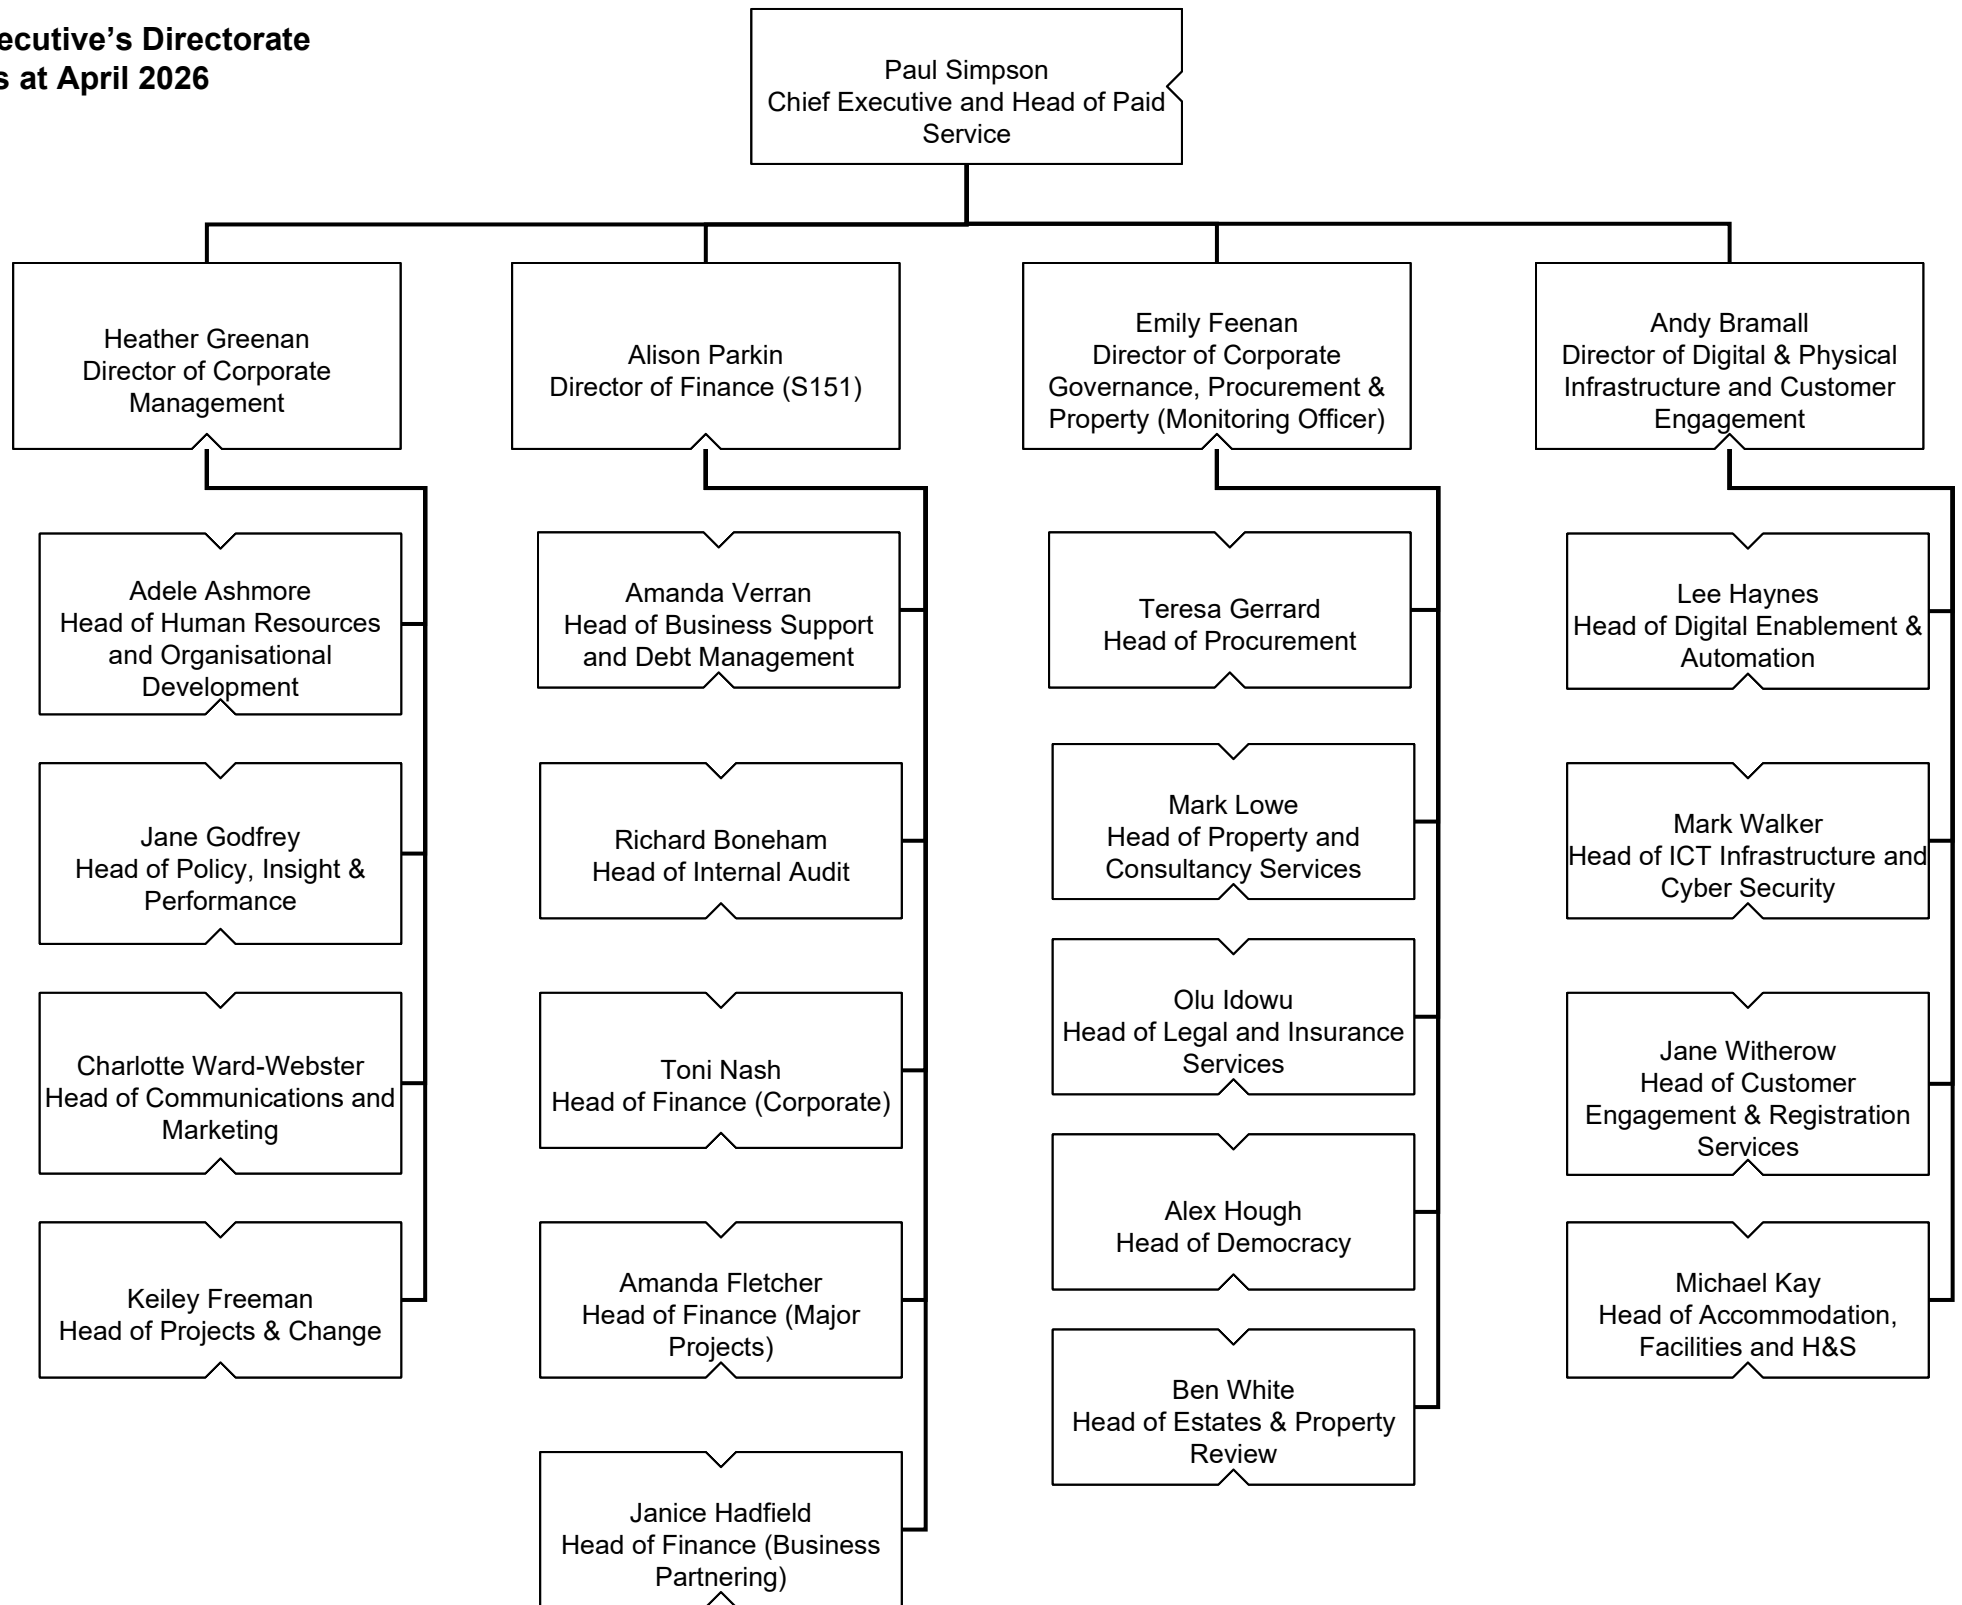 ecutive’s Directorate
s at April 2026
Paul Simpson
Chief Executive and Head of Paid
Service
Heather Greenan
Director of Corporate
Management
Alison Parkin
Director of Finance (S151)
Emily Feenan
Director of Corporate
Governance, Procurement &
Property (Monitoring Officer)
Andy Bramall
Director of Digital & Physical
Infrastructure and Customer
Engagement
Adele Ashmore
Head of Human Resources
and Organisational
Development
Jane Godfrey
Head of Policy, Insight &
Performance
Charlotte Ward-Webster
Head of Communications and
Marketing
Keiley Freeman
Head of Projects & Change
Amanda Verran
Head of Business Support
and Debt Management
Richard Boneham
Head of Internal Audit
Toni Nash
Head of Finance (Corporate)
Amanda Fletcher
Head of Finance (Major
Projects)
Janice Hadfield
Head of Finance (Business
Partnering)
Teresa Gerrard
Head of Procurement
Mark Lowe
Head of Property and
Consultancy Services
Olu Idowu
Head of Legal and Insurance
Services
Alex Hough
Head of Democracy
Ben White
Head of Estates & Property
Review
Lee Haynes
Head of Digital Enablement &
Automation
Mark Walker
Head of ICT Infrastructure and
Cyber Security
Jane Witherow
Head of Customer
Engagement & Registration
Services
Michael Kay
Head of Accommodation,
Facilities and H&S